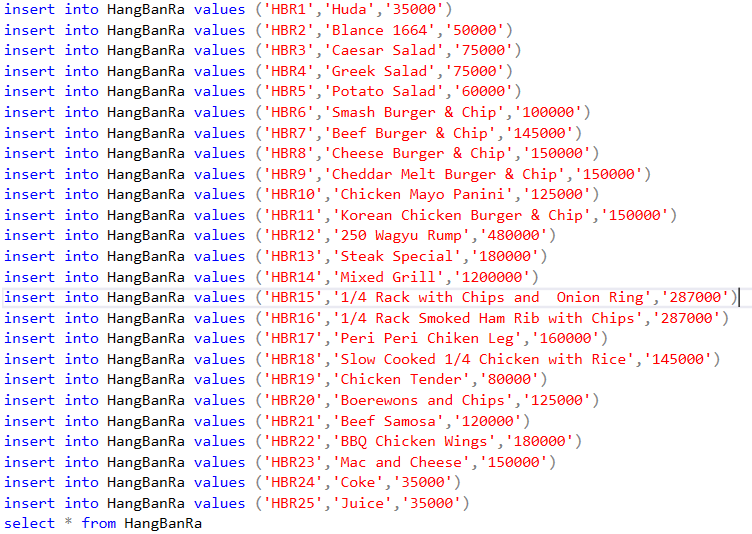 insert into HangBanRa values ('HBR1','Huda','35000')
insert into HangBanRa values ('HBR2','Blance 1664','50000')
insert into HangBanRa values ('HBR3','Caesar Salad','75000')
insert into HangBanRa values ('HBR4','Greek Salad','75000')
insert into HangBanRa values ('HBR5','Potato Salad','60000')
insert into HangBanRa values ('HBR6','Smash Burger & Chip','100000')
insert into HangBanRa values ('HBR7','Beef Burger & Chip','145000')
insert into HangBanRa values ('HBR8','Cheese Burger & Chip','150000')
insert into HangBanRa values ('HBR9','Cheddar Melt Burger & Chip','150000')
insert into HangBanRa values ('HBR10','Chicken Mayo Panini','125000')
insert into HangBanRa values ('HBR11','Korean Chicken Burger & Chip','150000')
insert into HangBanRa values ('HBR12','250 Wagyu Rump','480000')
insert into HangBanRa values ('HBR13','Steak Special','180000')
insert into HangBanRa values ('HBR14','Mixed Grill','1200000')
insert into HangBanRa values ('HBR15','1/4 Rack with Chips and  Onion Ring','287000')
insert into HangBanRa values ('HBR16','1/4 Rack Smoked Ham Rib with Chips','287000')
insert into HangBanRa values ('HBR17','Peri Peri Chiken Leg','160000')
insert into HangBanRa values ('HBR18','Slow Cooked 1/4 Chicken with Rice','145000')
insert into HangBanRa values ('HBR19','Chicken Tender','80000')
insert into HangBanRa values ('HBR20','Boerewons and Chips','125000')
insert into HangBanRa values ('HBR21','Beef Samosa','120000')
insert into HangBanRa values ('HBR22','BBQ Chicken Wings','180000')
insert into HangBanRa values ('HBR23','Mac and Cheese','150000')
insert into HangBanRa values ('HBR24','Coke','35000')
insert into HangBanRa values ('HBR25','Juice','35000')
select * from HangBanRa